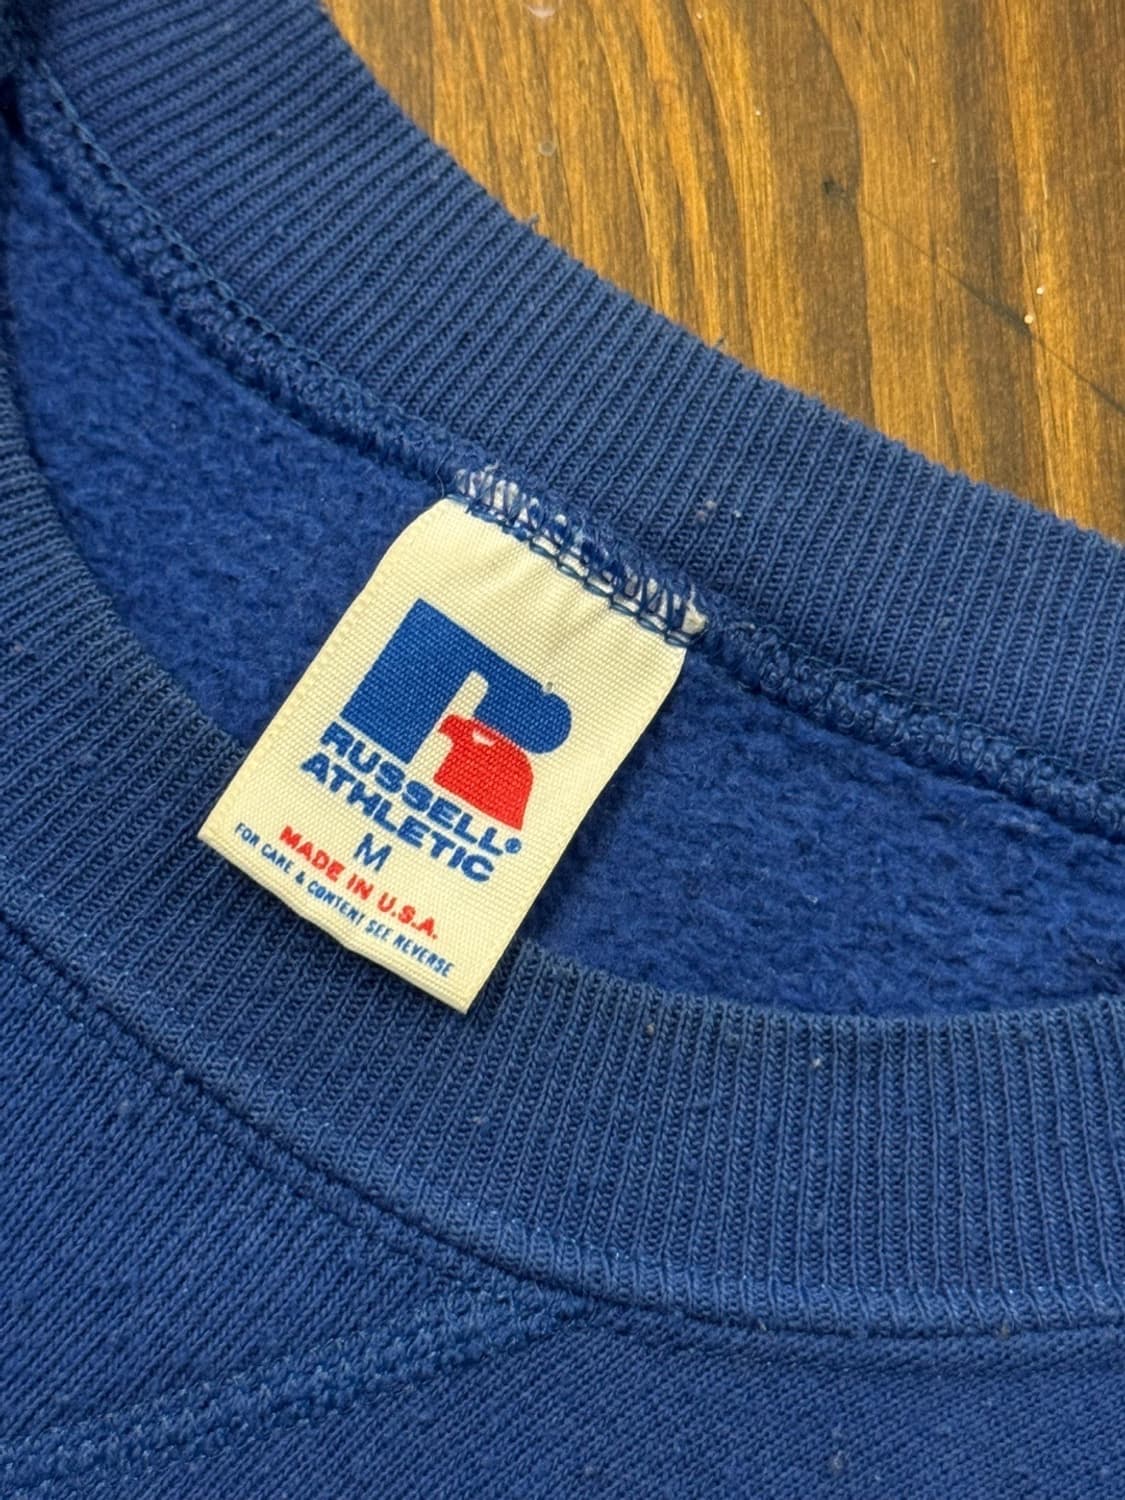 R
RUSSELL®
ATHLETIC
M
MADE IN U.S.A.
FOR CARE & CONTENT SEE REVERSE